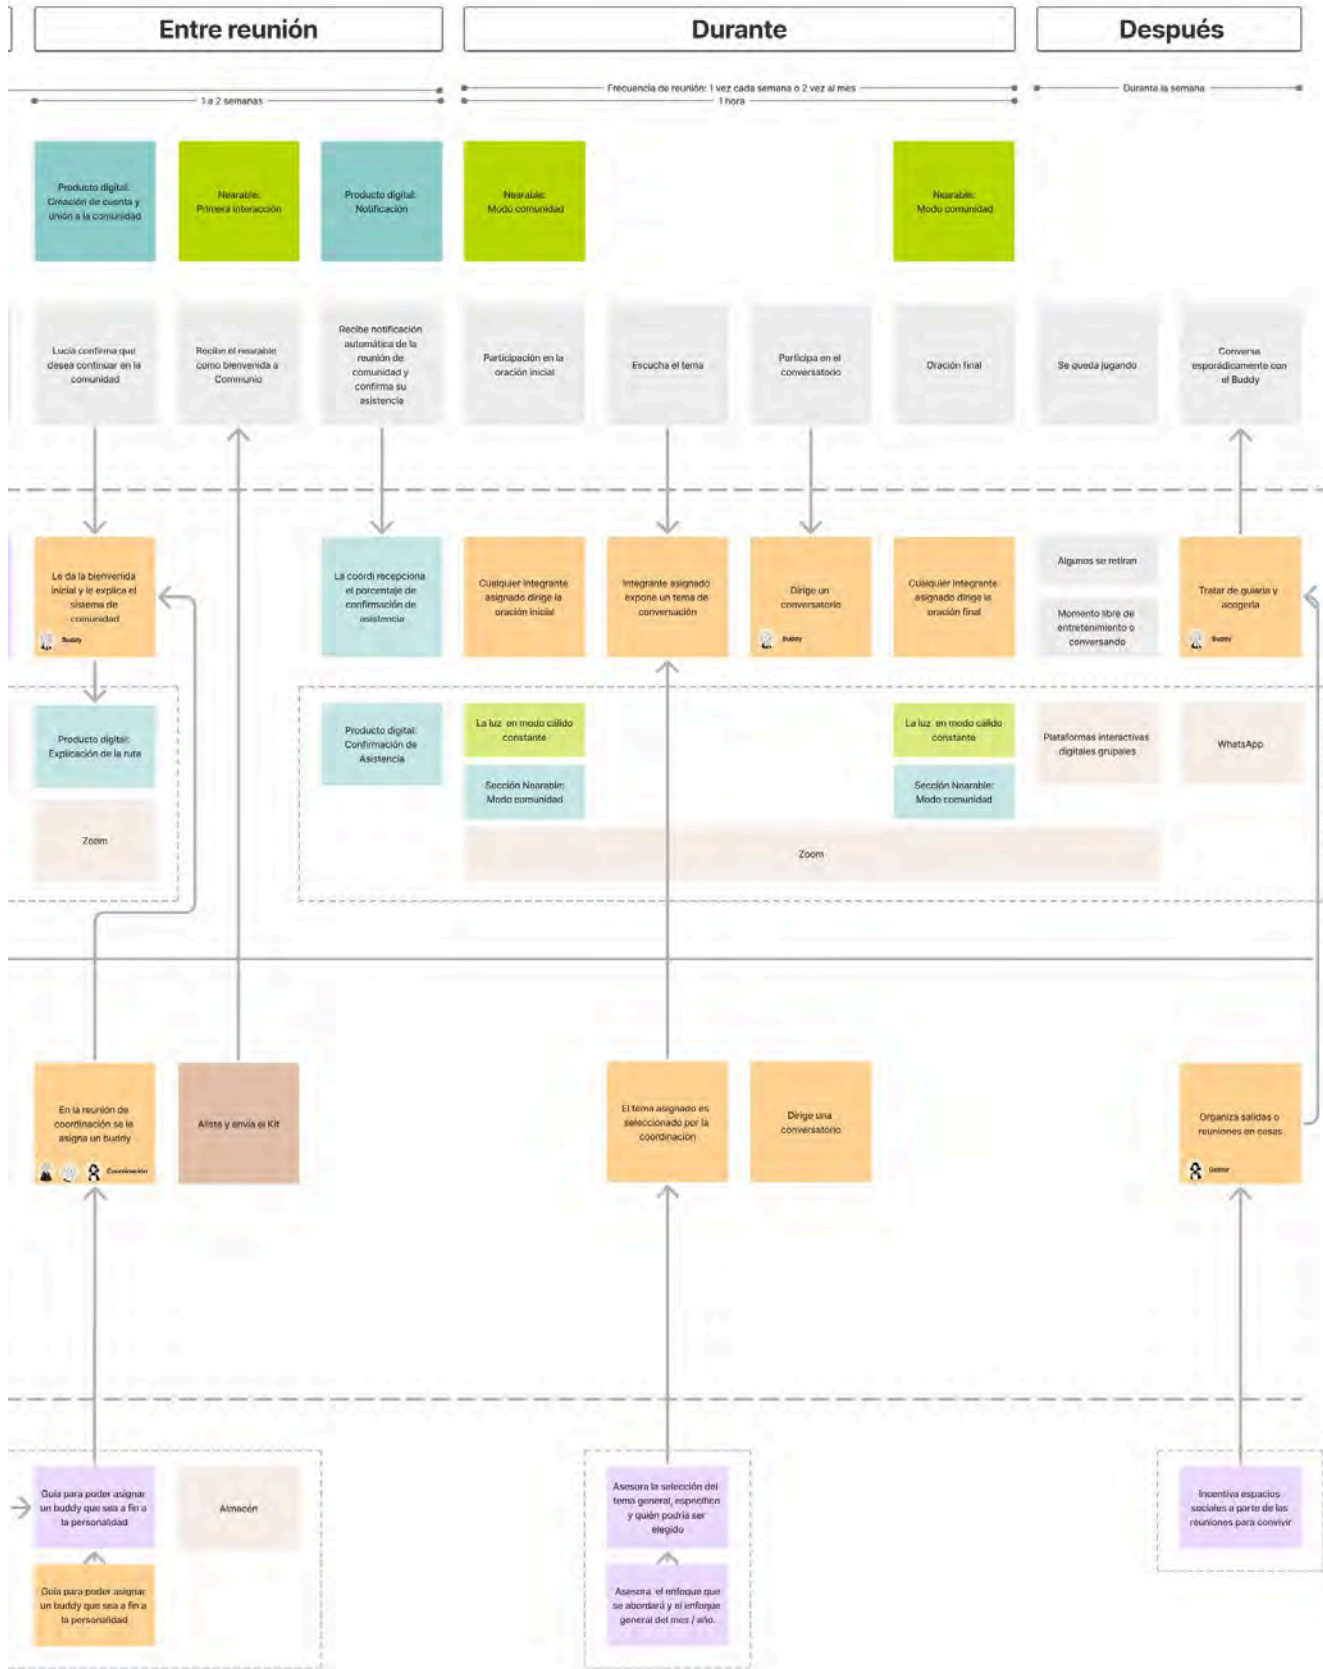 Entre reunión
Durante
Después
Frecuencia de reunión: 1 vez cada semana o 2 vez al mes
1 a 2 semanas
1 hora
Durante la semana
Producto digital:
Creación de cuenta y
unión a la comunidad
Nearable:
Primera interacción
Producto digital:
Notificación
Nearable:
Modo comunidad
Nearable:
Modo comunidad
Lucía confirma que
desea continuar en la
comunidad
Recibe el nearable
como bienvenida a
Communio
Recibe notificación
automática de la
reunión de
comunidad y
confirma su
asistencia
Participación en la
oración inicial
Escucha el tema
Participa en el
conversatorio
Oración final
Se queda jugando
Conversa
esporádicamente con
el Buddy
Le da la bienvenida
inicial y le explica el
sistema de
comunidad
Buddy
La coordi recepciona
el porcentaje de
confirmación de
asistencia
Cualquier integrante
asignado dirige la
oración inicial
Integrante asignado
expone un tema de
conversación
Dirige un
conversatorio
Buddy
Cualquier integrante
asignado dirige la
oración final
Algunos se retiran
Momento libre de
entretenimiento o
conversando
Tratar de guiarla y
acogerla
Buddy
Producto digital:
Explicación de la ruta
Zoom
Producto digital:
Confirmación de
Asistencia
La luz en modo cálido
constante
Sección Nearable:
Modo comunidad
La luz en modo cálido
constante
Sección Nearable:
Modo comunidad
Plataformas interactivas
digitales grupales
WhatsApp
Zoom
En la reunión de
coordinación se le
asigna un buddy
Coordinación
Alista y envía el Kit
El tema asignado es
seleccionado por la
coordinación
Dirige una
conversatorio
Organiza salidas o
reuniones en casas
Guía para poder asignar
un buddy que sea a fin a
la personalidad
Almacén
Guía para poder asignar
un buddy que sea a fin a
la personalidad
Asesora la selección del
tema general, específico
y quién podría ser
elegido
Asesora el enfoque que
se abordará y el enfoque
general del mes / año.
Incentiva espacios
sociales a parte de las
reuniones para convivir